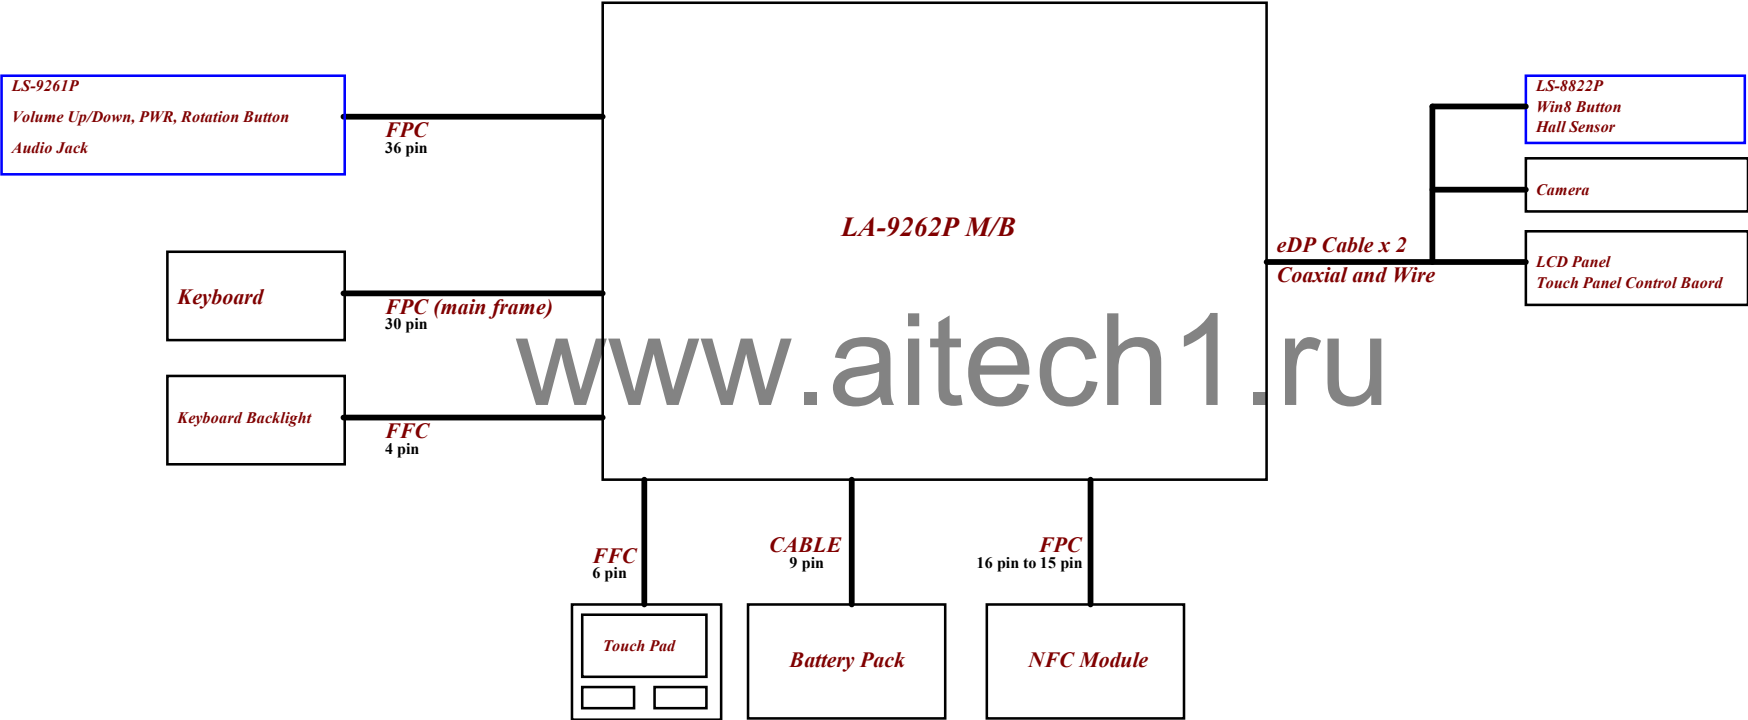 LS-9261P
Volume Up/Down, PWR, Rotation Button
Audio Jack
FPC
36 pin
Keyboard
FPC (main frame)
30 pin
Keyboard Backlight
FFC
4 pin
LA-9262P M/B
www.aitech1.ru
eDP Cable x 2
Coaxial and Wire
LS-8822P
Win8 Button
Hall Sensor
Camera
LCD Panel
Touch Panel Control Baord
FFC
6 pin
CABLE
9 pin
FPC
16 pin to 15 pin
Touch Pad
Battery Pack
NFC Module